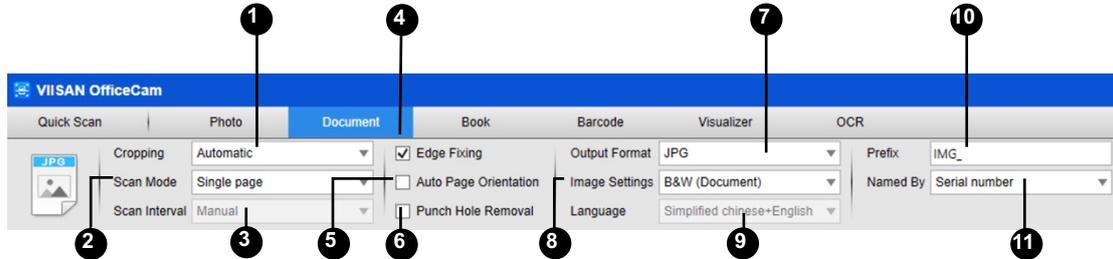 1 4 7 10
VIISAN OfficeCam
Quick Scan Photo Document Book Barcode Visualizer OCR
JPG Cropping Automatic Edge Fixing Output Format JPG Prefix IMG_
Scan Mode Single page Auto Page Orientation Image Settings B&W (Document) Named By Serial number
Scan Interval Manual Punch Hole Removal Language Simplified chinese+English
2 3 5 6 8 9 11